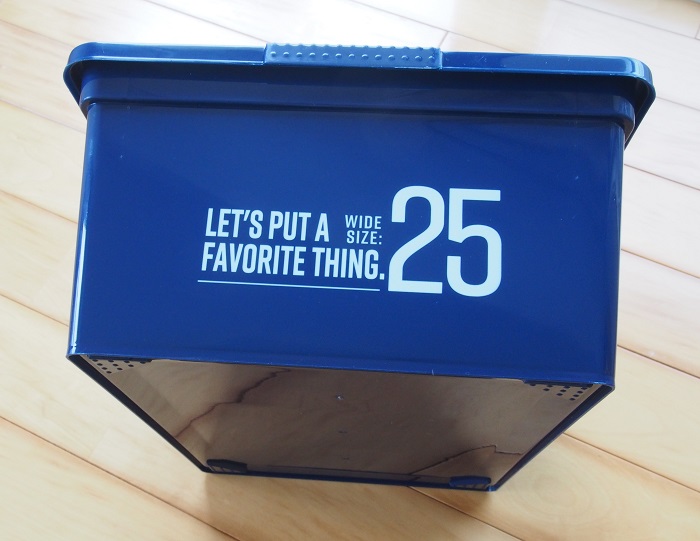 LET'S PUT A
FAVORITE THING.
WIDE
SIZE:
25